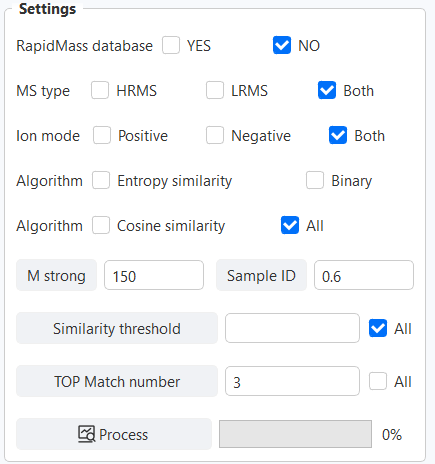 Settings
RapidMass database YES NO
MS type HRMS LRMS Both
Ion mode Positive Negative Both
Algorithm Entropy similarity Binary
Algorithm Cosine similarity All
M strong 150 Sample ID 0.6
Similarity threshold All
TOP Match number 3 All
Process 0%